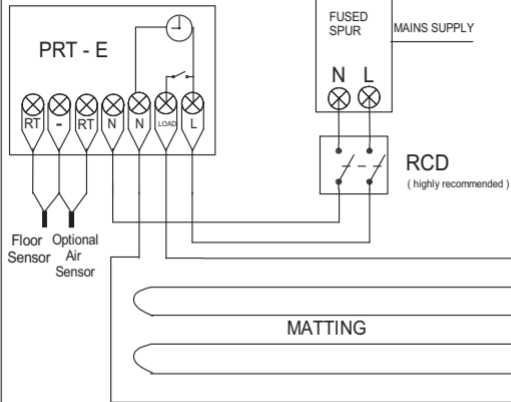 PRT - E
FUSED
SPUR
MAINS SUPPLY
N L
RT - RT N N LOAD L
RCD
( highly recommended )
Floor
Sensor
Optional
Air
Sensor
MATTING